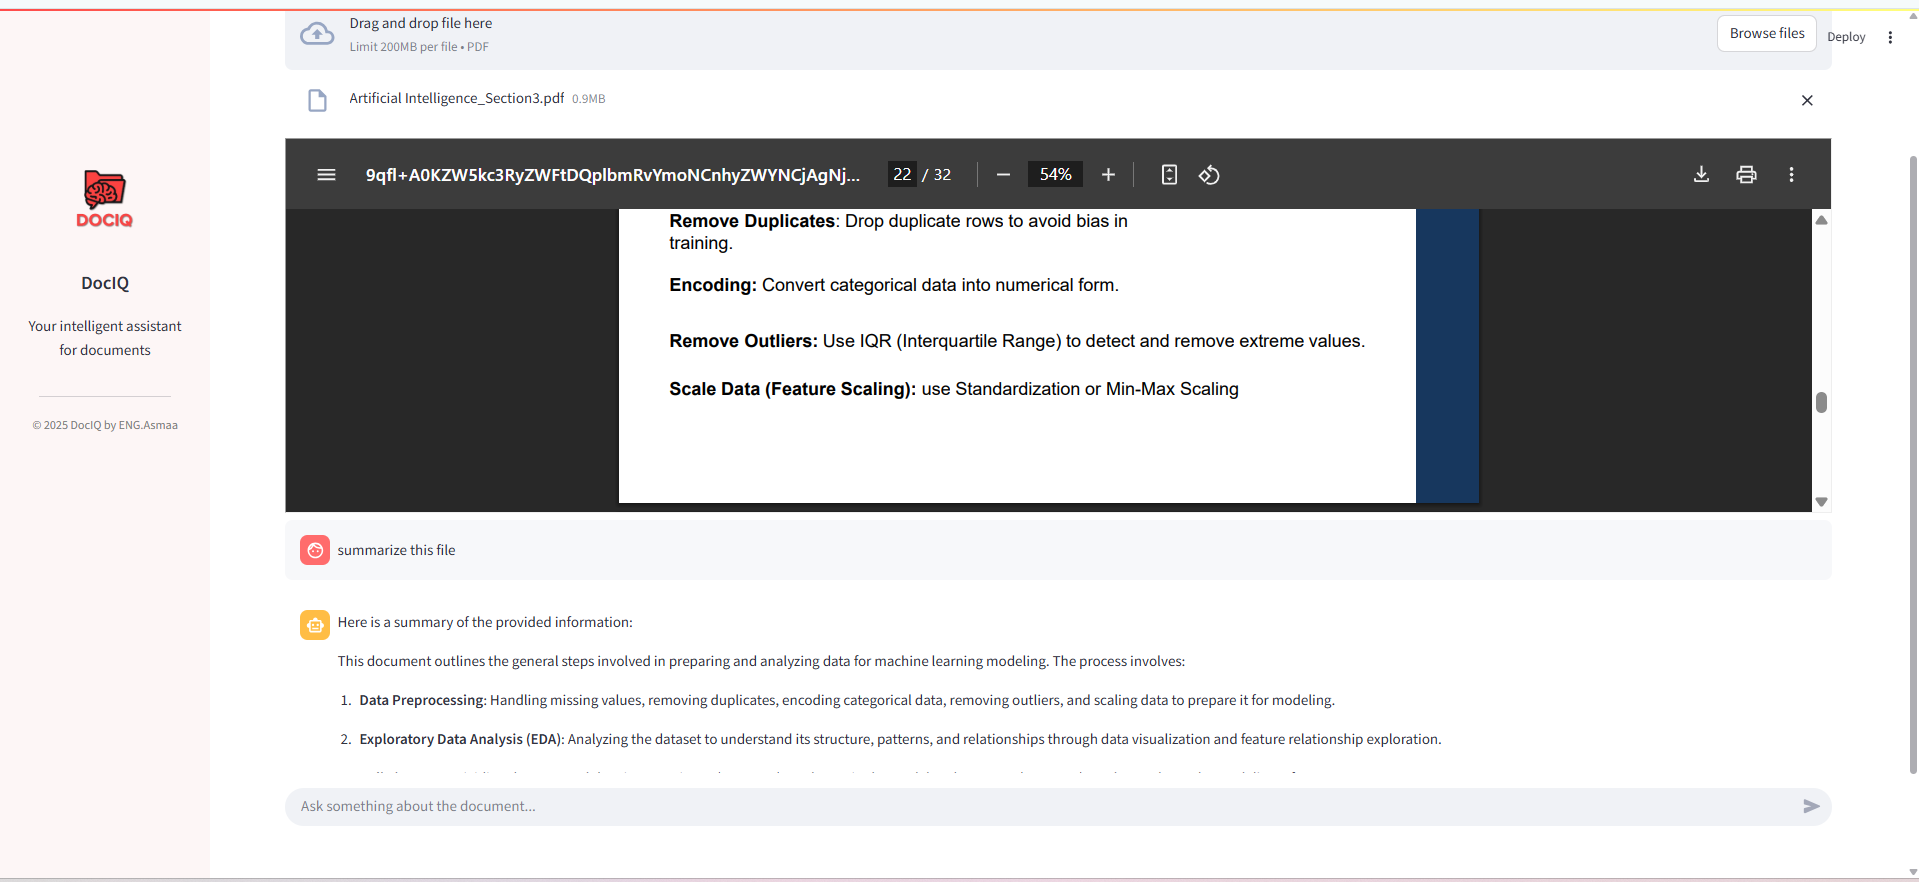 Drag and drop file here
Limit 200MB per file • PDF
Browse files
Deploy
Artificial Intelligence_Section3.pdf 0.9MB
DOCIQ
DocIQ
Your intelligent assistant
for documents
© 2025 DocIQ by ENG.Asmaa
9qfl+A0KZW5kc3RyZWFtDQplbmRvYmoNCnhyZWYNCjAgNj... 22 / 32 54%
Remove Duplicates: Drop duplicate rows to avoid bias in
training.
Encoding: Convert categorical data into numerical form.
Remove Outliers: Use IQR (Interquartile Range) to detect and remove extreme values.
Scale Data (Feature Scaling): use Standardization or Min-Max Scaling
summarize this file
Here is a summary of the provided information:
This document outlines the general steps involved in preparing and analyzing data for machine learning modeling. The process involves:
1. Data Preprocessing: Handling missing values, removing duplicates, encoding categorical data, removing outliers, and scaling data to prepare it for modeling.
2. Exploratory Data Analysis (EDA): Analyzing the dataset to understand its structure, patterns, and relationships through data visualization and feature relationship exploration.
Ask something about the document...